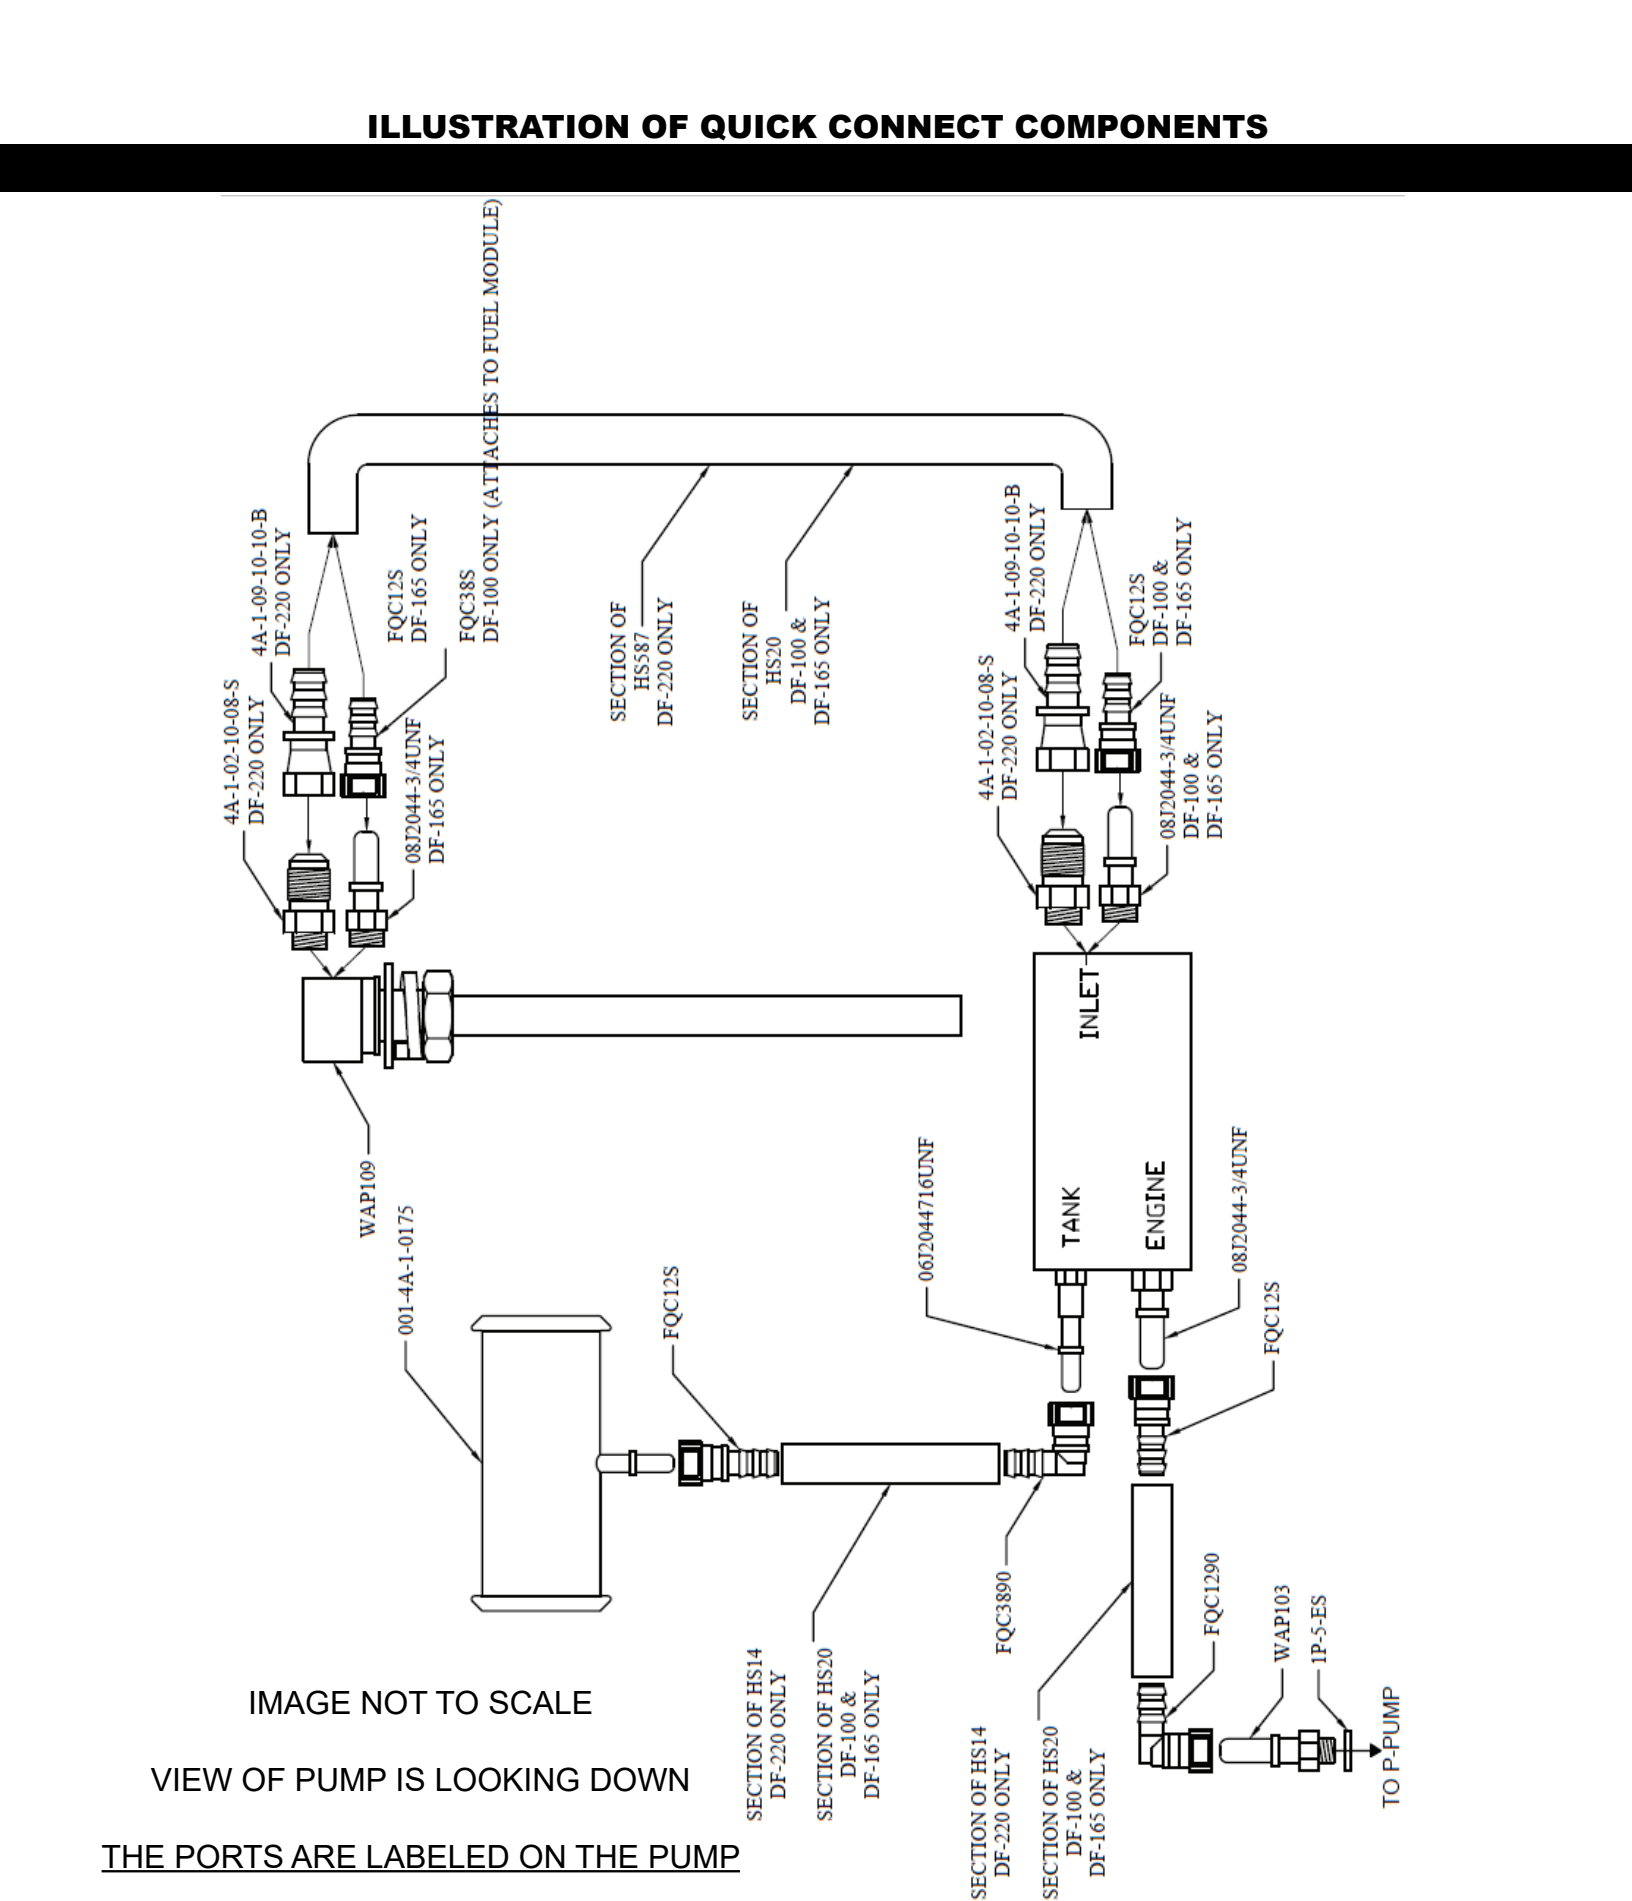 ILLUSTRATION OF QUICK CONNECT COMPONENTS
4A-1-02-10-08-S
DF-220 ONLY
4A-1-09-10-10-B
DF-220 ONLY
FQC12S
DF-165 ONLY
FQC38S
DF-100 ONLY (ATTACHES TO FUEL MODULE)
08J2044-3/4UNF
DF-165 ONLY
SECTION OF
HS587
DF-220 ONLY
SECTION OF
HS20
DF-100 &
DF-165 ONLY
4A-1-02-10-08-S
DF-220 ONLY
4A-1-09-10-10-B
DF-220 ONLY
FQC12S
DF-100 &
DF-165 ONLY
08J2044-3/4UNF
DF-100 &
DF-165 ONLY
INLET
TANK
ENGINE
WAP109
001-4A-1-0175
FQC12S
06J2044716UNF
08J2044-3/4UNF
FQC12S
FQC3890
FQC1290
WAP103
1P-5-ES
TO P-PUMP
SECTION OF HS14
DF-220 ONLY
SECTION OF HS20
DF-100 &
DF-165 ONLY
SECTION OF HS14
DF-220 ONLY
SECTION OF HS20
DF-100 &
DF-165 ONLY
IMAGE NOT TO SCALE
VIEW OF PUMP IS LOOKING DOWN
THE PORTS ARE LABELED ON THE PUMP